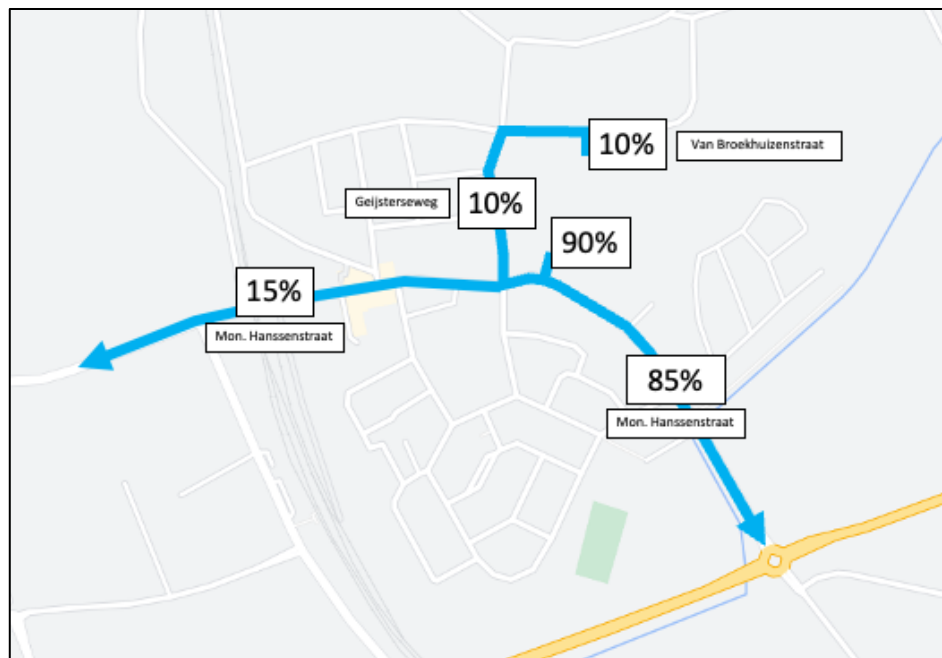 10%
Van Broekhuizenstraat
Geijsterseweg
10%
90%
15%
Mon. Hanssenstraat
85%
Mon. Hanssenstraat